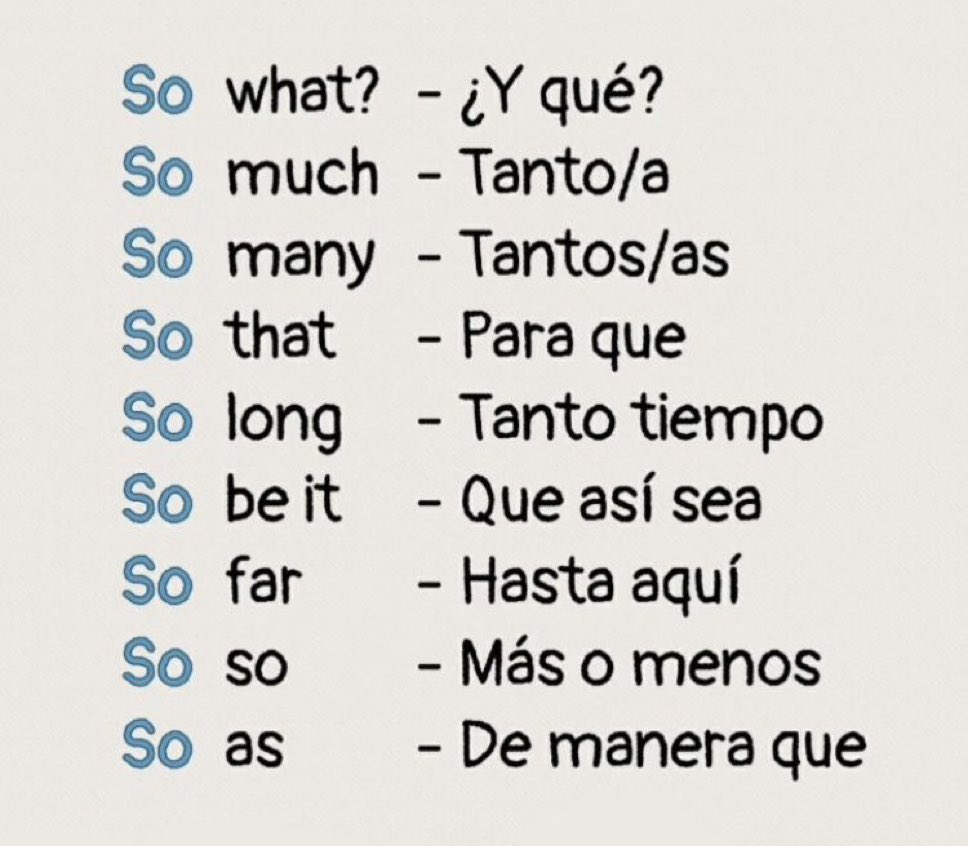 So what? - ¿Y qué?
So much - Tanto/a
So many - Tantos/as
So that - Para que
So long - Tanto tiempo
So be it - Que así sea
So far - Hasta aquí
So so - Más o menos
So as - De manera que